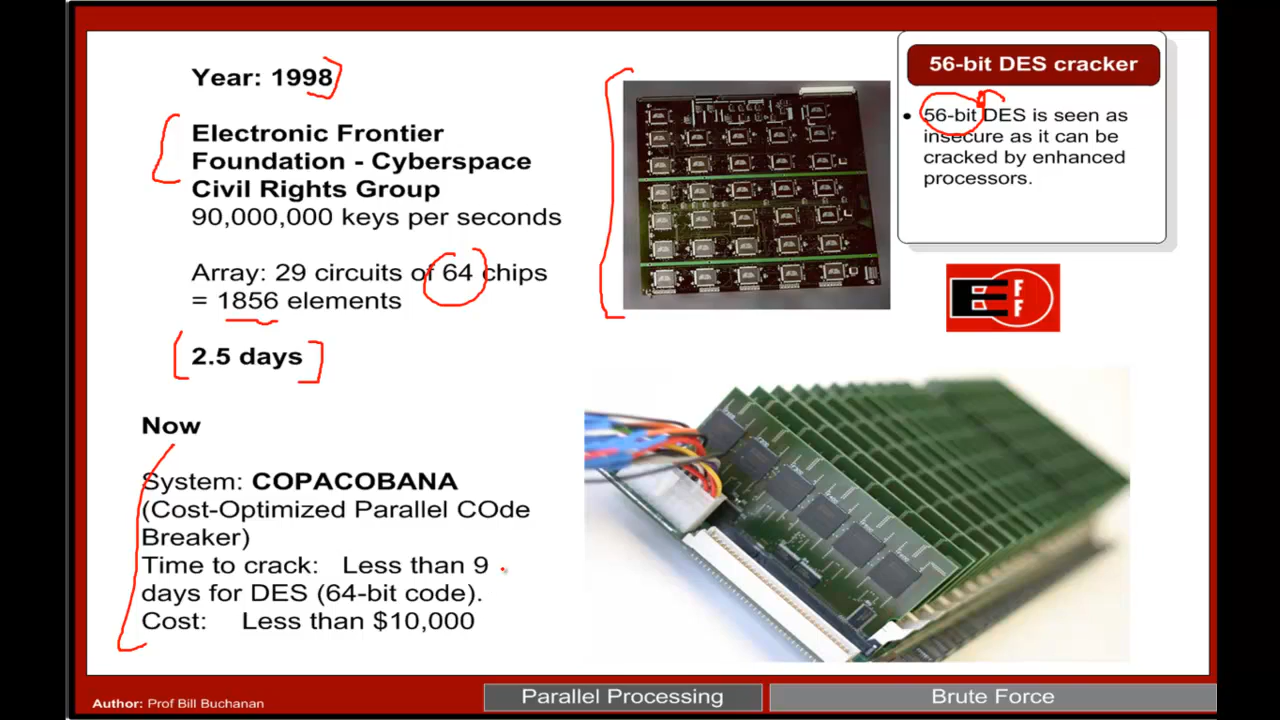 Year: 1998
Electronic Frontier
Foundation - Cyberspace
Civil Rights Group
90,000,000 keys per seconds
Array: 29 circuits of 64 chips
= 1856 elements
2.5 days
Now
System: COPACOBANA
(Cost-Optimized Parallel COde
Breaker)
Time to crack: Less than 9
days for DES (64-bit code).
Cost: Less than $10,000
56-bit DES cracker
• 56-bit DES is seen as
insecure as it can be
cracked by enhanced
processors.
EFF
Author: Prof Bill Buchanan
Parallel Processing
Brute Force